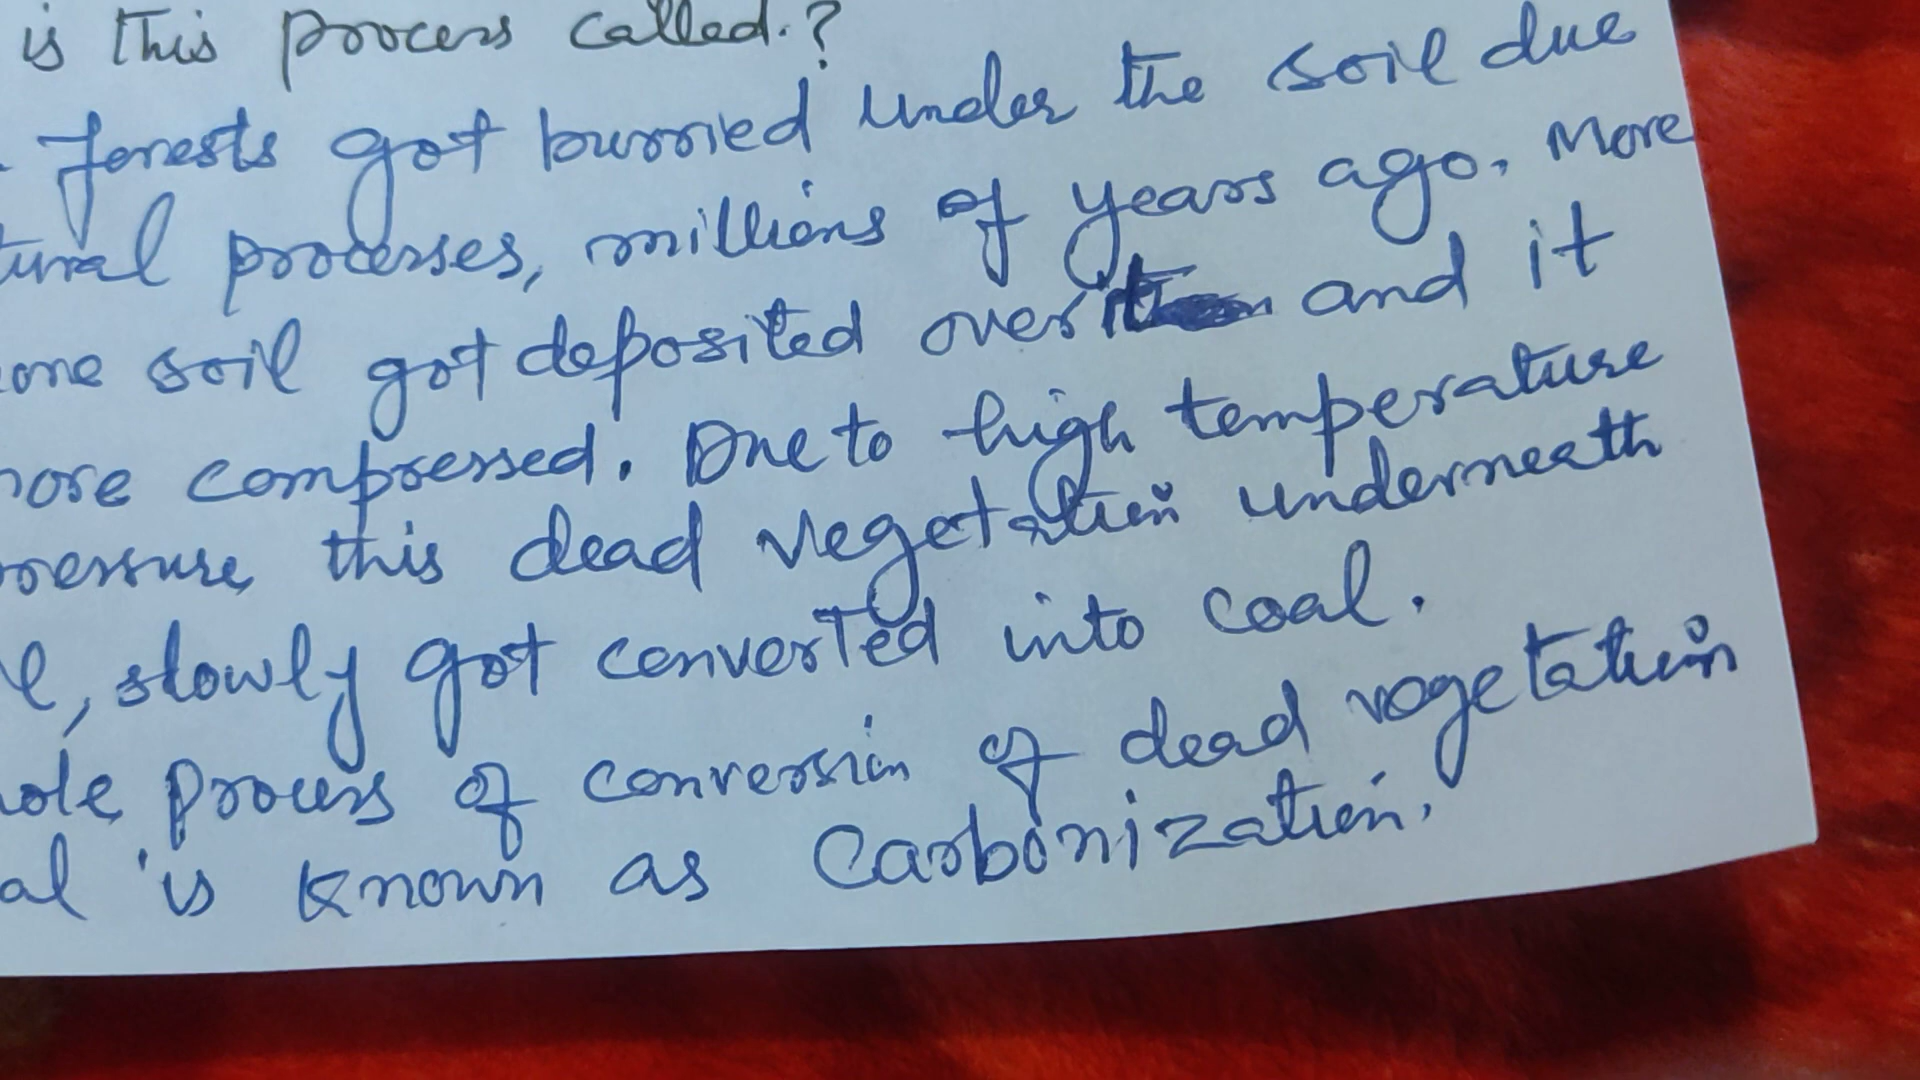 is this process called.?
forests got burried under the soil due
tural processes, millions of years ago. More
one soil got deposited over it and it
more compressed. Due to high temperature
pressure, this dead vegetation underneath
l, slowly got converted into coal.
hole process of conversion of dead vegetation
al is known as Carbonization.